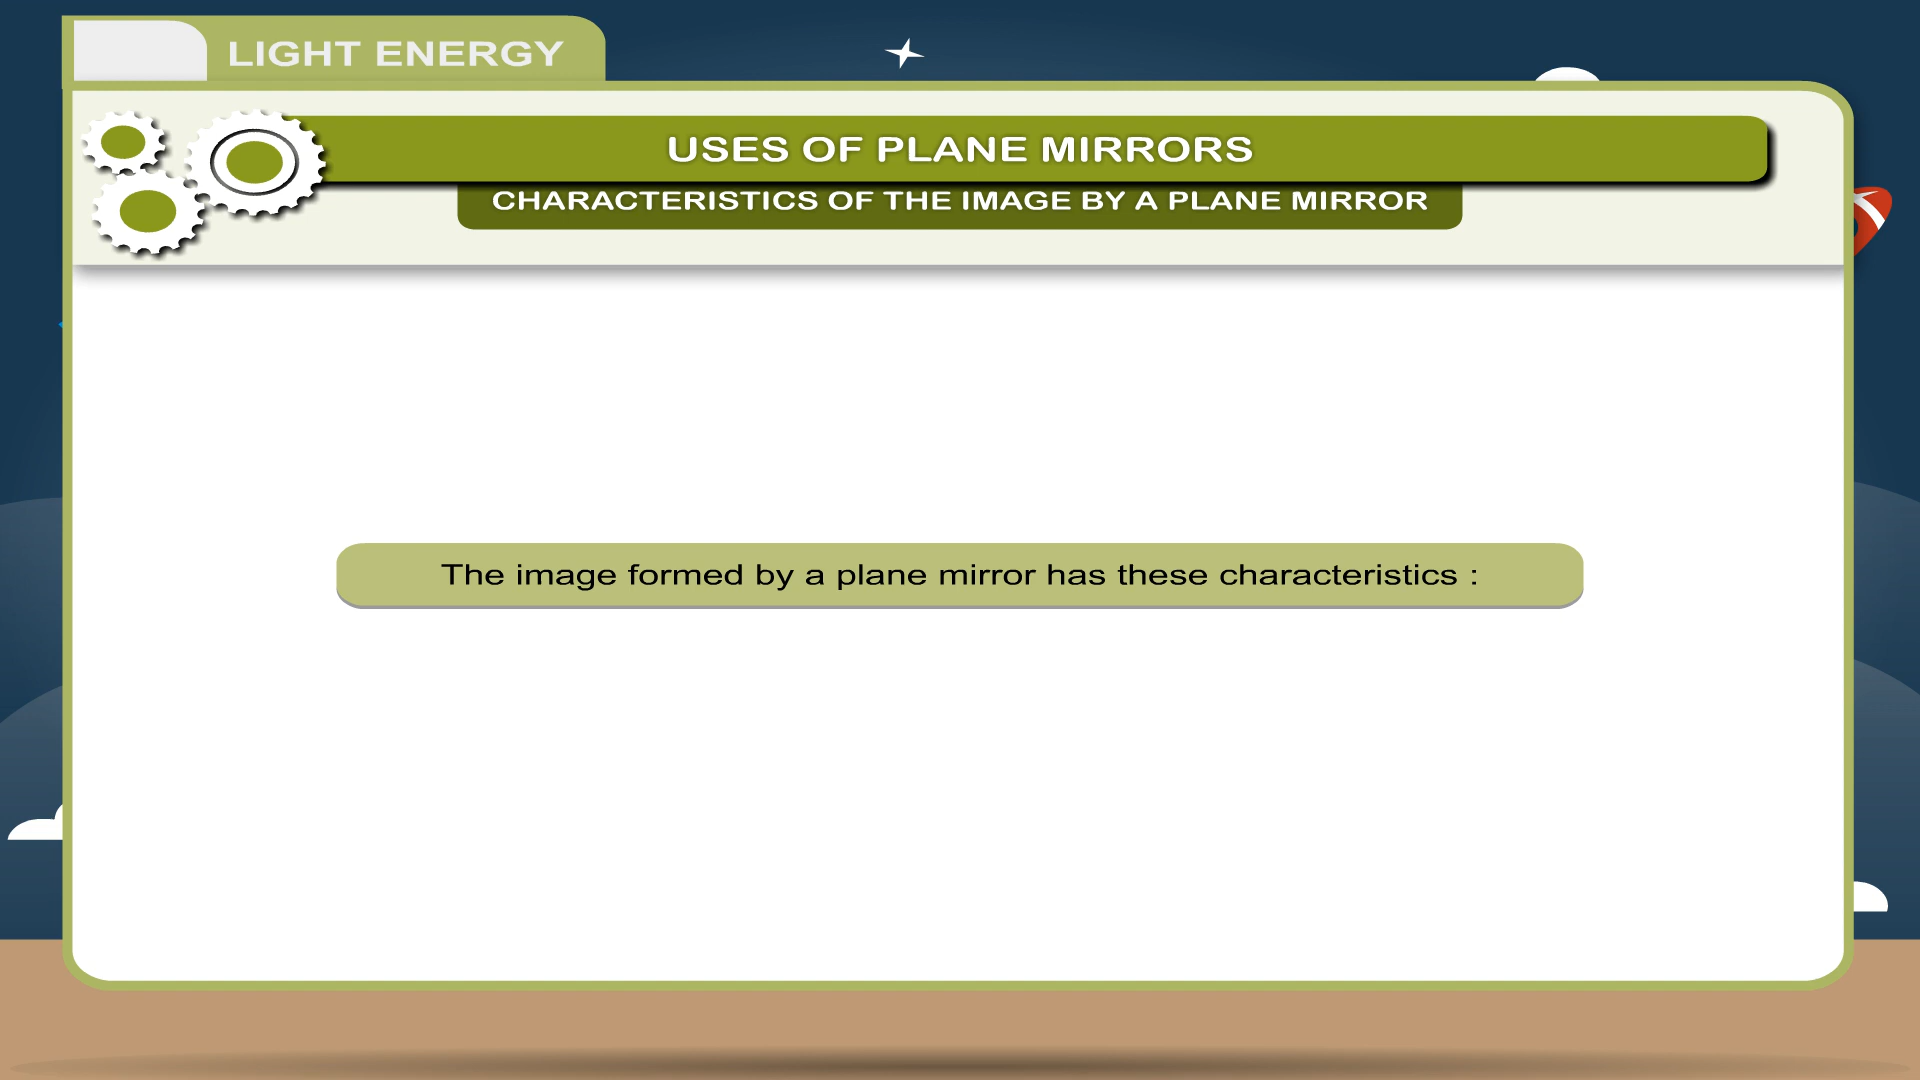 LIGHT ENERGY
USES OF PLANE MIRRORS
CHARACTERISTICS OF THE IMAGE BY A PLANE MIRROR
The image formed by a plane mirror has these characteristics :